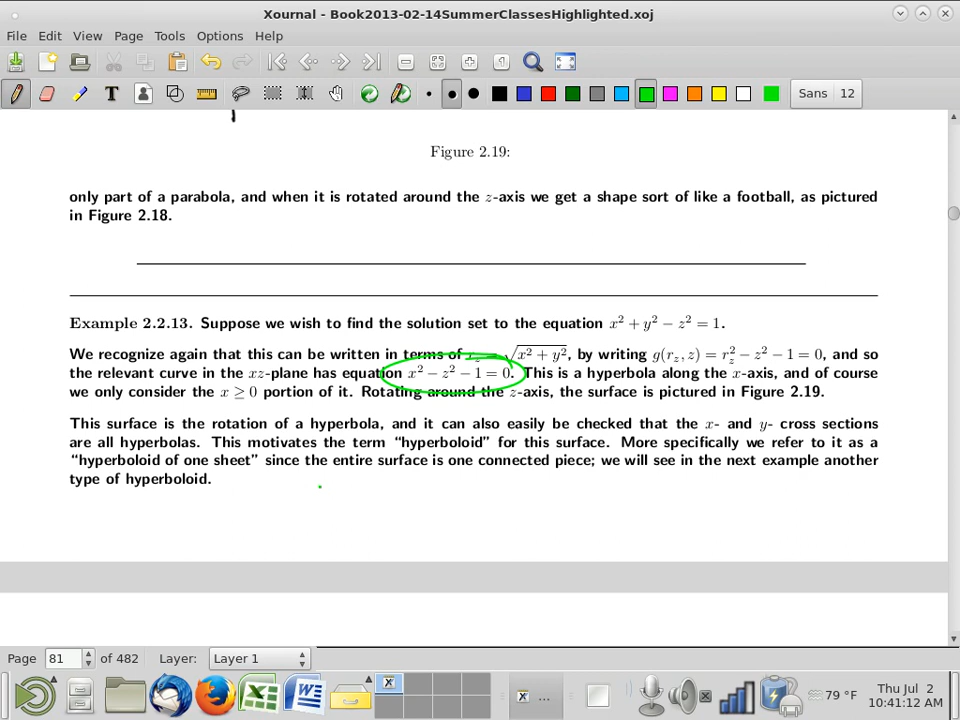 Xournal - Book2013-02-14SummerClassesHighlighted.xoj
File Edit View Page Tools Options Help
Sans 12
Figure 2.19:
only part of a parabola, and when it is rotated around the z-axis we get a shape sort of like a football, as pictured
in Figure 2.18.
Example 2.2.13. Suppose we wish to find the solution set to the equation x² + y² − z² = 1.
We recognize again that this can be written in terms of r_z = √(x² + y²), by writing g(r_z, z) = r_z² − z² − 1 = 0, and so
the relevant curve in the xz-plane has equation x² − z² − 1 = 0. This is a hyperbola along the x-axis, and of course
we only consider the x ≥ 0 portion of it. Rotating around the z-axis, the surface is pictured in Figure 2.19.
This surface is the rotation of a hyperbola, and it can also easily be checked that the x- and y- cross sections
are all hyperbolas. This motivates the term “hyperboloid” for this surface. More specifically we refer to it as a
“hyperboloid of one sheet” since the entire surface is one connected piece; we will see in the next example another
type of hyperboloid.
Page 81 of 482 Layer: Layer 1
... 79 °F Thu Jul 2
10:41:12 AM